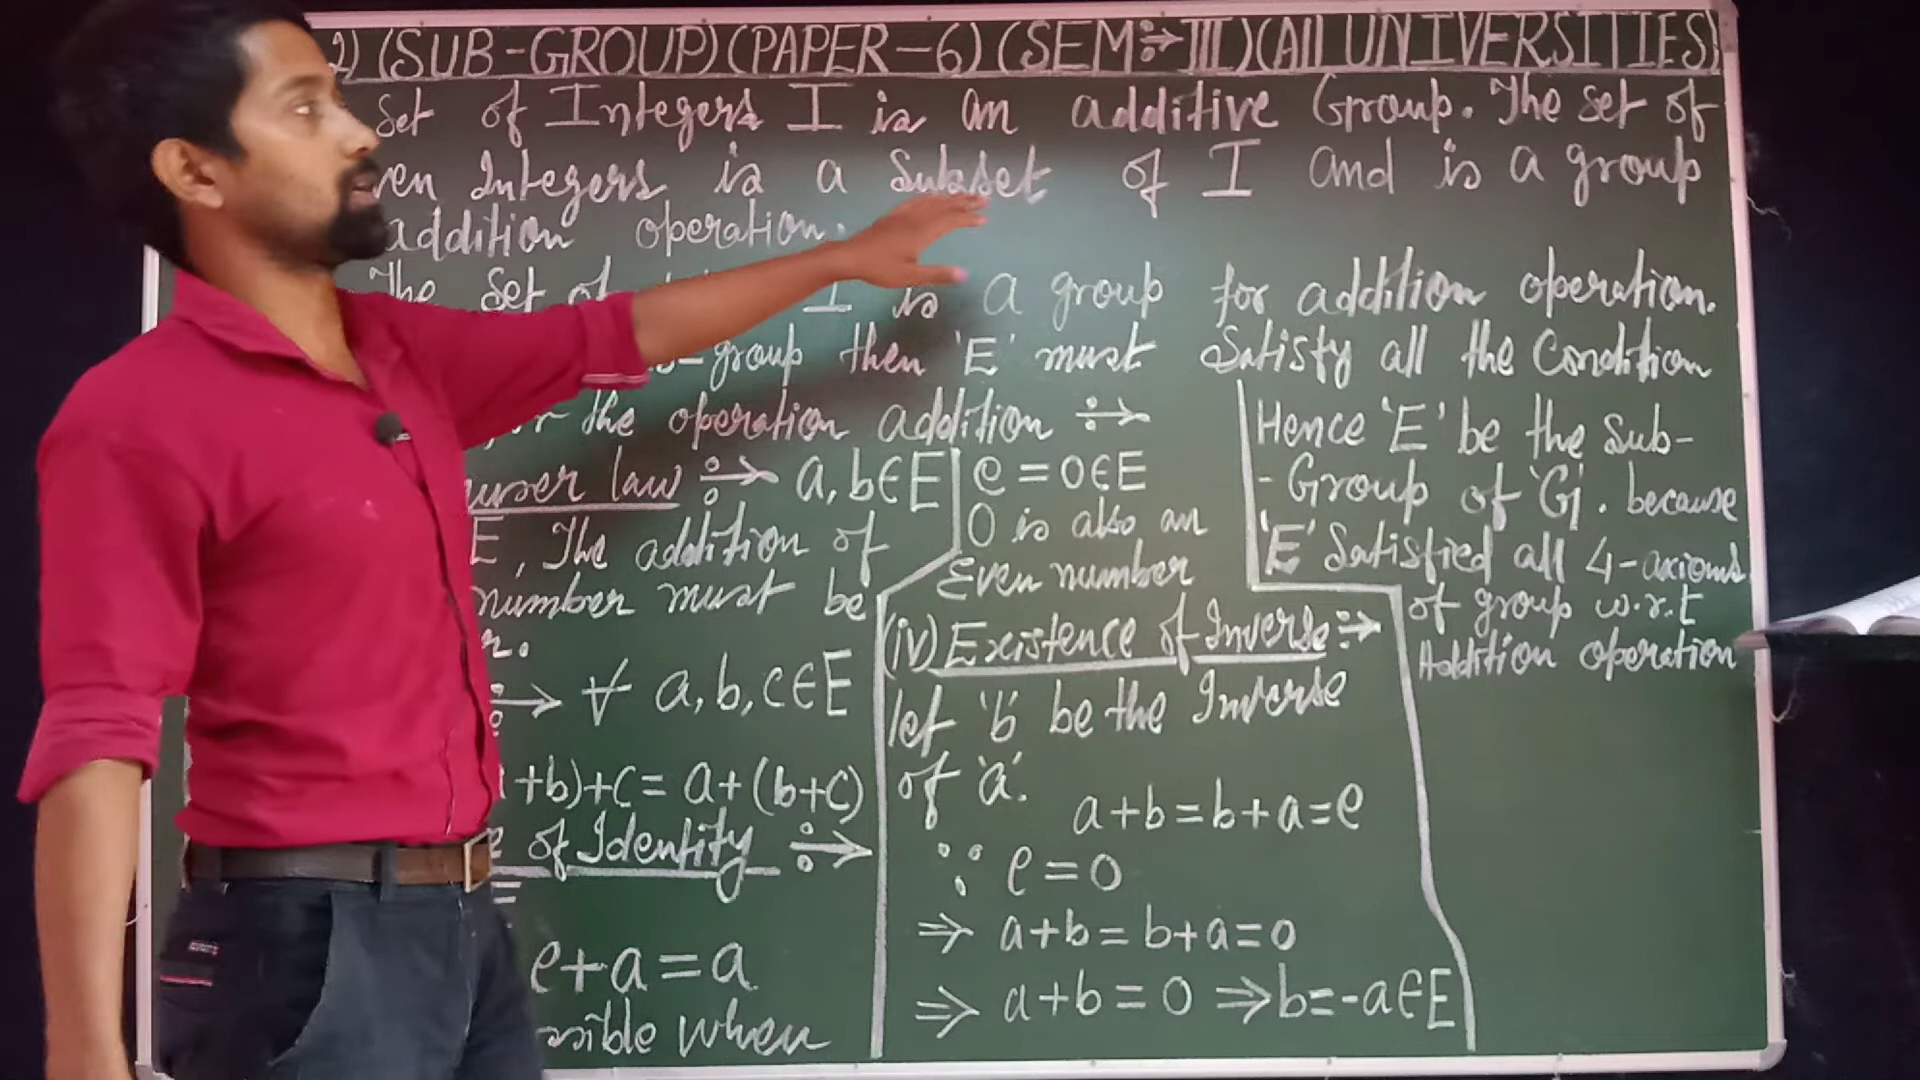 2) (SUB-GROUP) (PAPER-6) (SEM:→III) (All UNIVERSITIES)
Set of Integers I is an additive Group. The set of
Integers is a Subset of I and is a group
addition operation.
The Set of I is a group for addition operation.
group then 'E' must Satisfy all the Condition
the operation addition :→
law :→ a, b∈E
E, The addition of
number must be
:→ ∀ a, b, c∈E
+b)+c = a+(b+c)
of Identity :→
e+a=a
when
e = 0∈E
0 is also an
Even number
(iv) Existence of Inverse :→
let 'b' be the Inverse
of 'a'.
a+b=b+a=e
∵ e=0
⇒ a+b=b+a=0
⇒ a+b=0 ⇒ b=-a∈E
Hence 'E' be the Sub-
-Group of 'G'. because
'E' Satisfied all 4-axioms
of group w.r.t
Addition operation